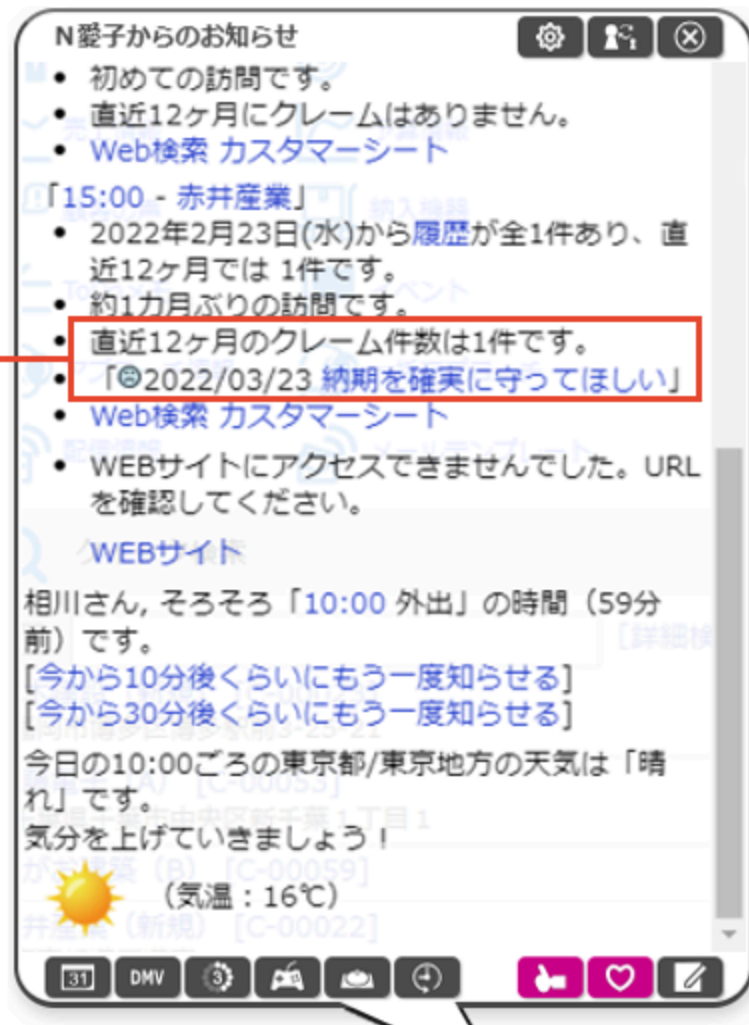 N愛子からのお知らせ
• 初めての訪問です。
• 直近12ヶ月にクレームはありません。
• Web検索 カスタマーシート
「15:00 - 赤井産業」
• 2022年2月23日(水)から履歴が全1件あり、直
近12ヶ月では 1件です。
• 約1カ月ぶりの訪問です。
• 直近12ヶ月のクレーム件数は1件です。
• 「2022/03/23 納期を確実に守ってほしい」
• Web検索 カスタマーシート
• WEBサイトにアクセスできませんでした。URL
を確認してください。
WEBサイト
相川さん, そろそろ「10:00 外出」の時間（59分
前）です。
[今から10分後くらいにもう一度知らせる]
[今から30分後くらいにもう一度知らせる]
今日の10:00ごろの東京都/東京地方の天気は「晴
れ」です。
気分を上げていきましょう！
（気温：16℃）
31 DMV 3